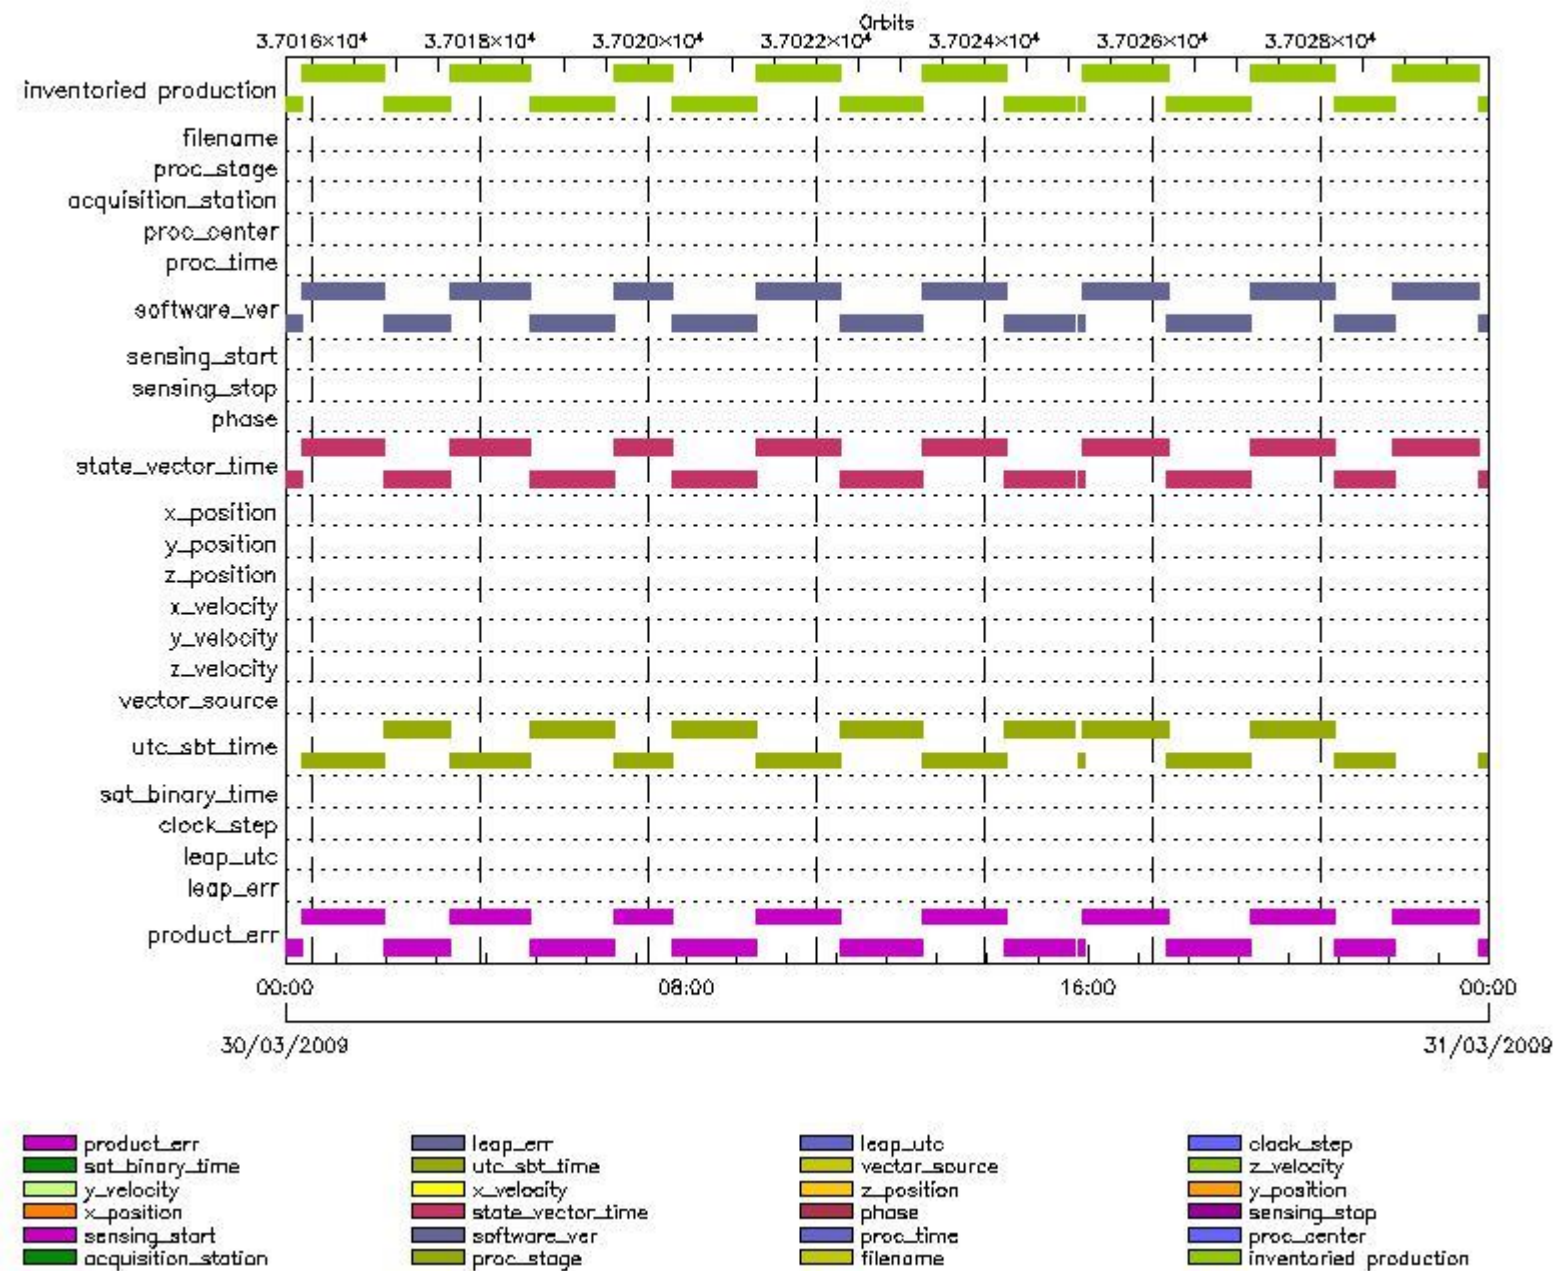 Orbits
3.7016×10⁴ 3.7018×10⁴ 3.7020×10⁴ 3.7022×10⁴ 3.7024×10⁴ 3.7026×10⁴ 3.7028×10⁴
inventoried production
filename
proc_stage
acquisition_station
proc_center
proc_time
software_ver
sensing_start
sensing_stop
phase
state_vector_time
x_position
y_position
z_position
x_velocity
y_velocity
z_velocity
vector_source
utc_sbt_time
sat_binary_time
clock_step
leap_utc
leap_err
product_err
00:00 08:00 16:00 00:00
30/03/2009 31/03/2009
product_err leap_err leap_utc clock_step
sat_binary_time utc_sbt_time vector_source z_velocity
y_velocity x_velocity z_position y_position
x_position state_vector_time phase sensing_stop
sensing_start software_ver proc_time proc_center
acquisition_station proc_stage filename inventoried production